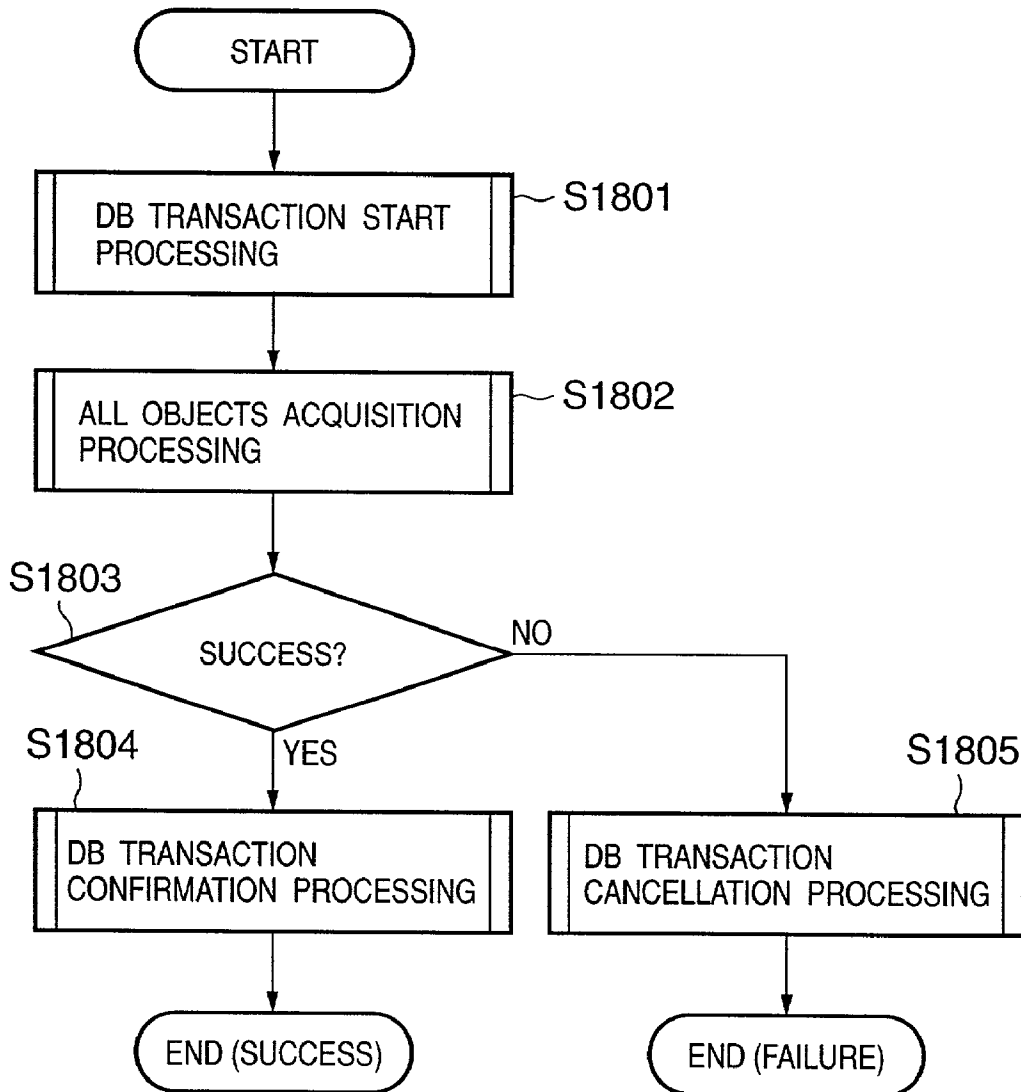 START
DB TRANSACTION START
PROCESSING
S1801
ALL OBJECTS ACQUISITION
PROCESSING
S1802
S1803
SUCCESS?
NO
YES
S1804
DB TRANSACTION
CONFIRMATION PROCESSING
S1805
DB TRANSACTION
CANCELLATION PROCESSING
END (SUCCESS)
END (FAILURE)